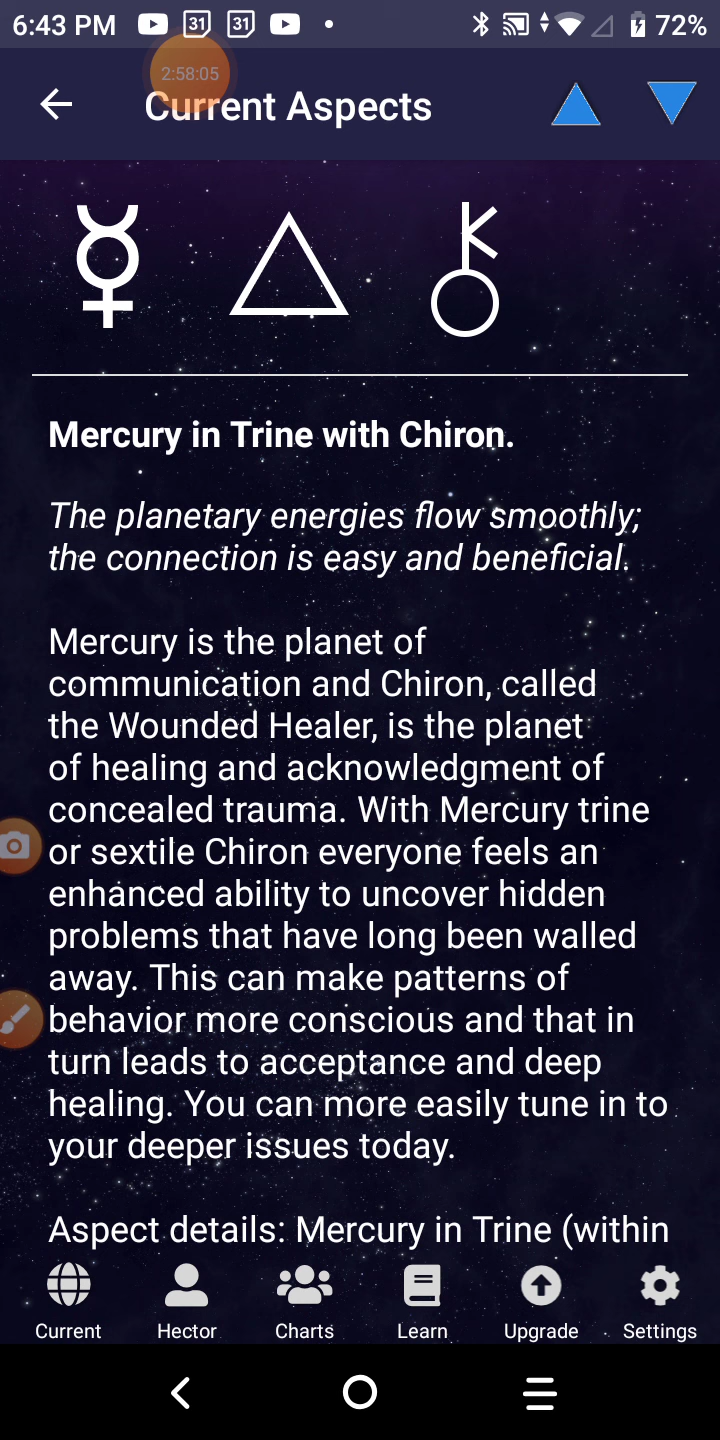 6:43 PM
31
31
72%
2:58:05
Current Aspects
Mercury in Trine with Chiron.
The planetary energies flow smoothly;
the connection is easy and beneficial.
Mercury is the planet of
communication and Chiron, called
the Wounded Healer, is the planet
of healing and acknowledgment of
concealed trauma. With Mercury trine
or sextile Chiron everyone feels an
enhanced ability to uncover hidden
problems that have long been walled
away. This can make patterns of
behavior more conscious and that in
turn leads to acceptance and deep
healing. You can more easily tune in to
your deeper issues today.
Aspect details: Mercury in Trine (within
Current
Hector
Charts
Learn
Upgrade
Settings